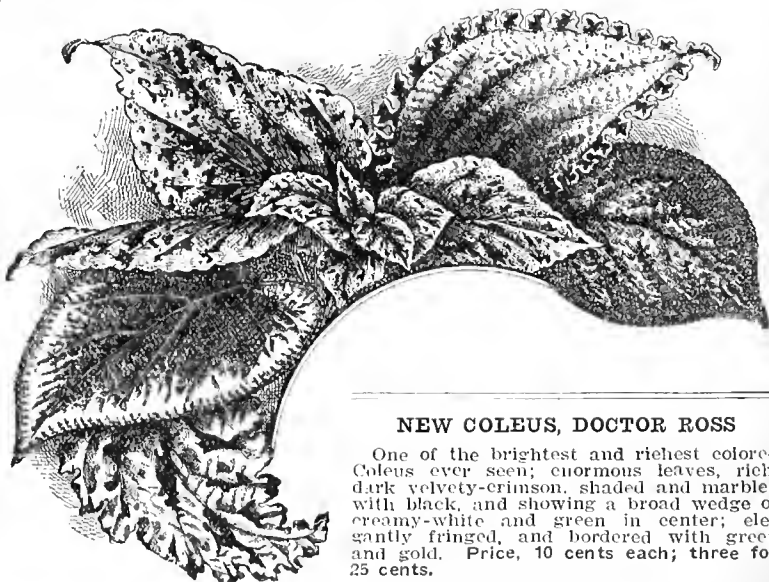 NEW COLEUS, DOCTOR ROSS
One of the brightest and richest colore
Coleus ever seen; enormous leaves, rich
dark velvety-crimson, shaded and marble
with black, and showing a broad wedge o
creamy-white and green in center; ele
gantly fringed, and bordered with gree
and gold. Price, 10 cents each; three fo
25 cents.